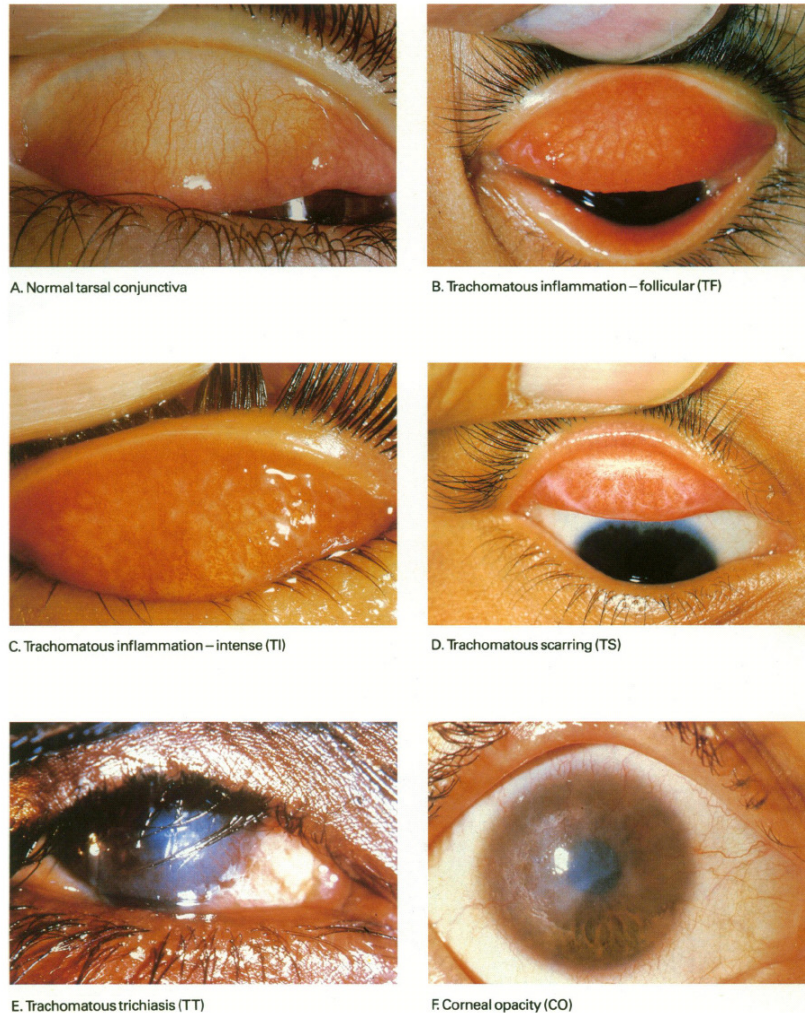 A. Normal tarsal conjunctiva
B. Trachomatous inflammation – follicular (TF)
C. Trachomatous inflammation – intense (TI)
D. Trachomatous scarring (TS)
E. Trachomatous trichiasis (TT)
F. Corneal opacity (CO)